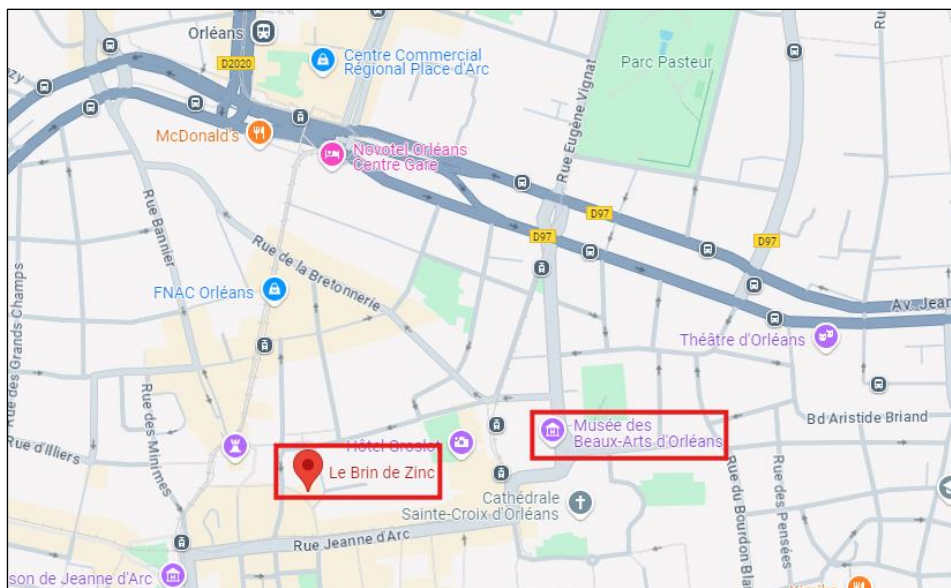 Orléans
D2020
Centre Commercial
Régional Place d'Arc
Parc Pasteur
Rue Eugène Vignat
McDonald's
Novotel Orléans
Centre Gare
Rue Bannier
D97
D97
D97
Rue de la Bretonnerie
FNAC Orléans
Av. Jean
Théâtre d'Orléans
Rue des Grands Champs
Rue des Minimes
Rue d'Illiers
Hôtel Groslot
Musée des
Beaux-Arts d'Orléans
Bd Aristide Briand
Le Brin de Zinc
Cathédrale
Sainte-Croix d'Orléans
Rue Jeanne d'Arc
Rue du Bourdon Bla
Rue des Pensées
son de Jeanne d'Arc